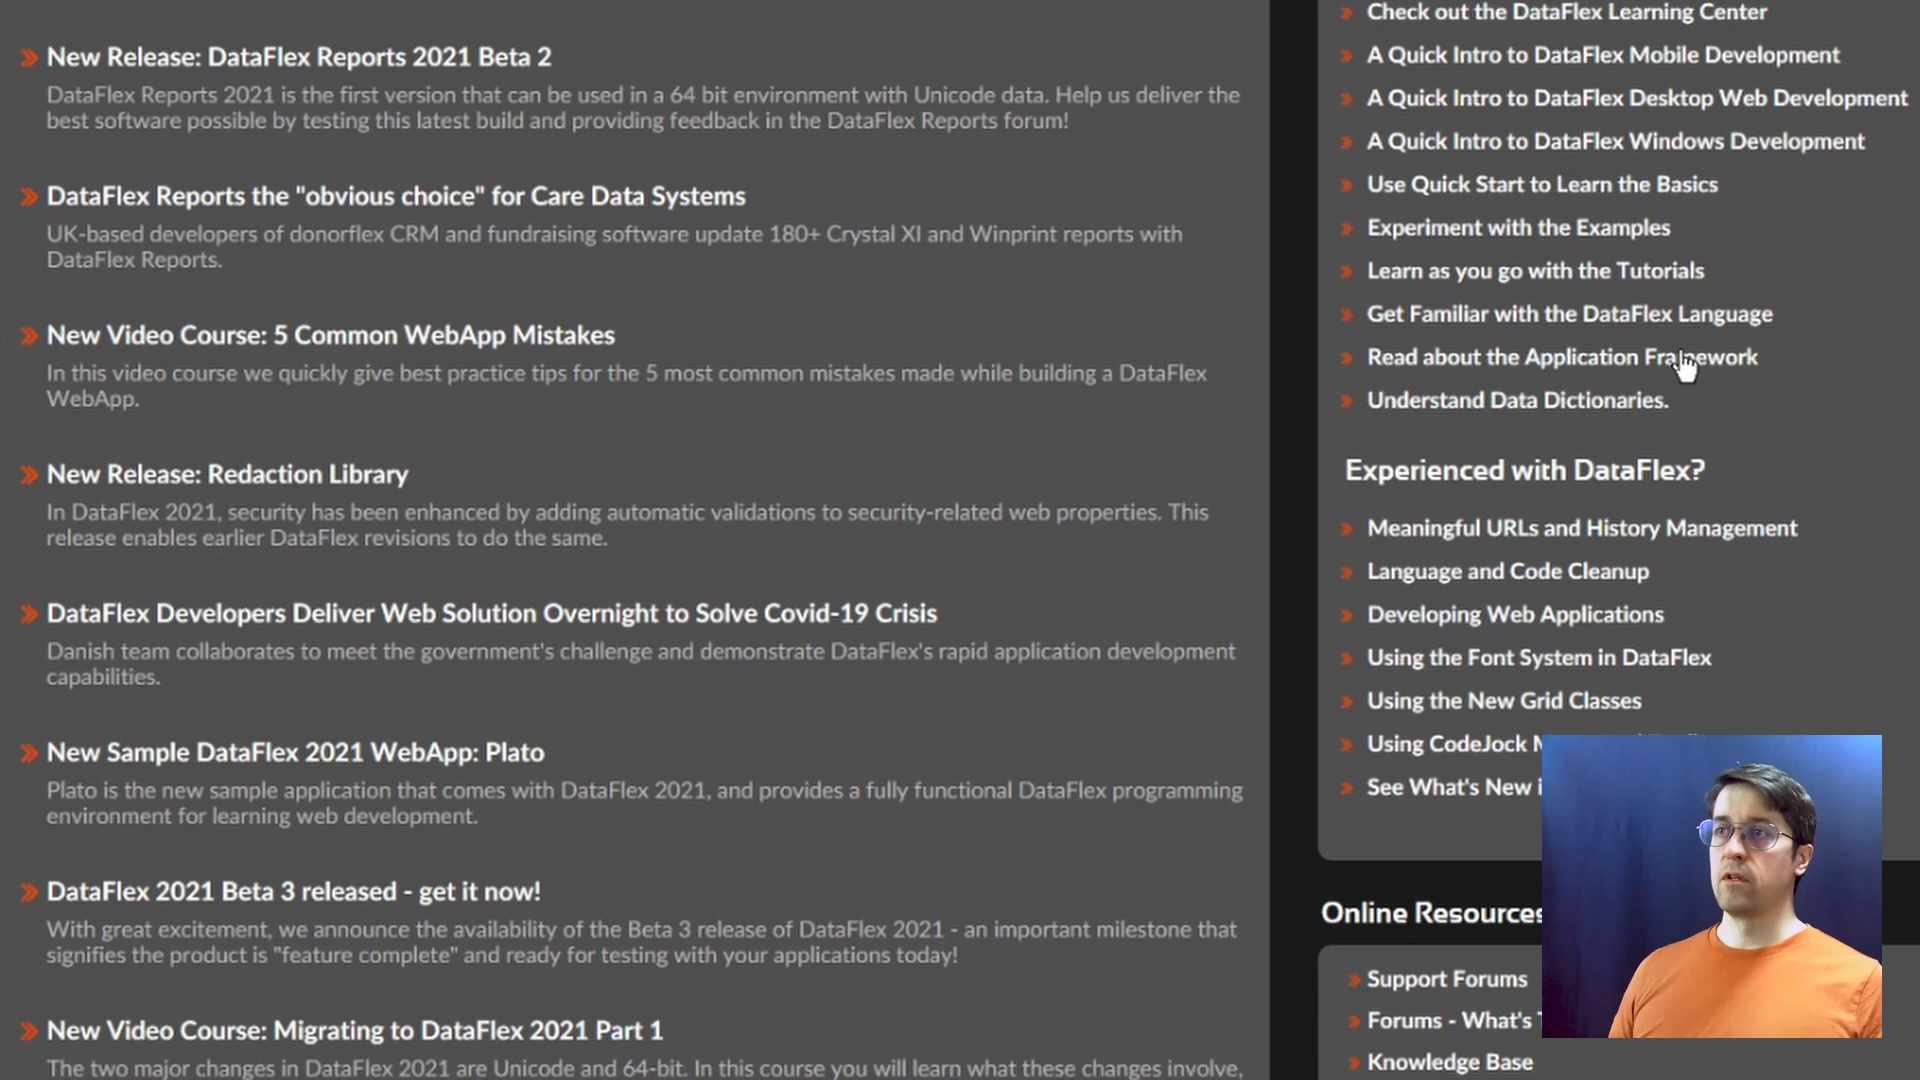 New Release: DataFlex Reports 2021 Beta 2
DataFlex Reports 2021 is the first version that can be used in a 64 bit environment with Unicode data. Help us deliver the
best software possible by testing this latest build and providing feedback in the DataFlex Reports forum!
DataFlex Reports the "obvious choice" for Care Data Systems
UK-based developers of donorflex CRM and fundraising software update 180+ Crystal XI and Winprint reports with
DataFlex Reports.
New Video Course: 5 Common WebApp Mistakes
In this video course we quickly give best practice tips for the 5 most common mistakes made while building a DataFlex
WebApp.
New Release: Redaction Library
In DataFlex 2021, security has been enhanced by adding automatic validations to security-related web properties. This
release enables earlier DataFlex revisions to do the same.
DataFlex Developers Deliver Web Solution Overnight to Solve Covid-19 Crisis
Danish team collaborates to meet the government's challenge and demonstrate DataFlex's rapid application development
capabilities.
New Sample DataFlex 2021 WebApp: Plato
Plato is the new sample application that comes with DataFlex 2021, and provides a fully functional DataFlex programming
environment for learning web development.
DataFlex 2021 Beta 3 released - get it now!
With great excitement, we announce the availability of the Beta 3 release of DataFlex 2021 - an important milestone that
signifies the product is "feature complete" and ready for testing with your applications today!
New Video Course: Migrating to DataFlex 2021 Part 1
The two major changes in DataFlex 2021 are Unicode and 64-bit. In this course you will learn what these changes involve,
Check out the DataFlex Learning Center
A Quick Intro to DataFlex Mobile Development
A Quick Intro to DataFlex Desktop Web Development
A Quick Intro to DataFlex Windows Development
Use Quick Start to Learn the Basics
Experiment with the Examples
Learn as you go with the Tutorials
Get Familiar with the DataFlex Language
Read about the Application Framework
Understand Data Dictionaries.
Experienced with DataFlex?
Meaningful URLs and History Management
Language and Code Cleanup
Developing Web Applications
Using the Font System in DataFlex
Using the New Grid Classes
Using CodeJock
See What's New
Online Resources
Support Forums
Forums - What's
Knowledge Base